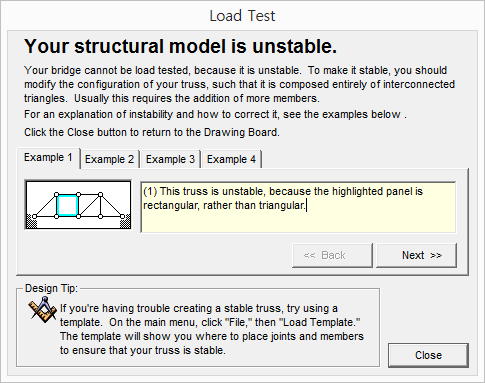 Load Test
Your structural model is unstable.
Your bridge cannot be load tested, because it is unstable.  To make it stable, you should
modify the configuration of your truss, such that it is composed entirely of interconnected
triangles.  Usually this requires the addition of more members.
For an explanation of instability and how to correct it, see the examples below .
Click the Close button to return to the Drawing Board.
Example 1
Example 2
Example 3
Example 4
(1) This truss is unstable, because the highlighted panel is
rectangular, rather than triangular.
<< Back
Next >>
Design Tip:
If you're having trouble creating a stable truss, try using a
template.  On the main menu, click "File," then "Load Template."
The template will show you where to place joints and members
to ensure that your truss is stable.
Close